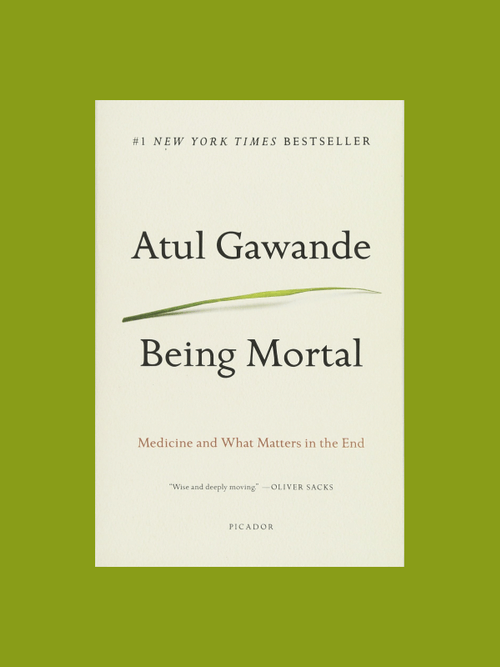 #1 NEW YORK TIMES BESTSELLER
Atul Gawande
Being Mortal
Medicine and What Matters in the End
"Wise and deeply moving." —OLIVER SACKS
PICADOR